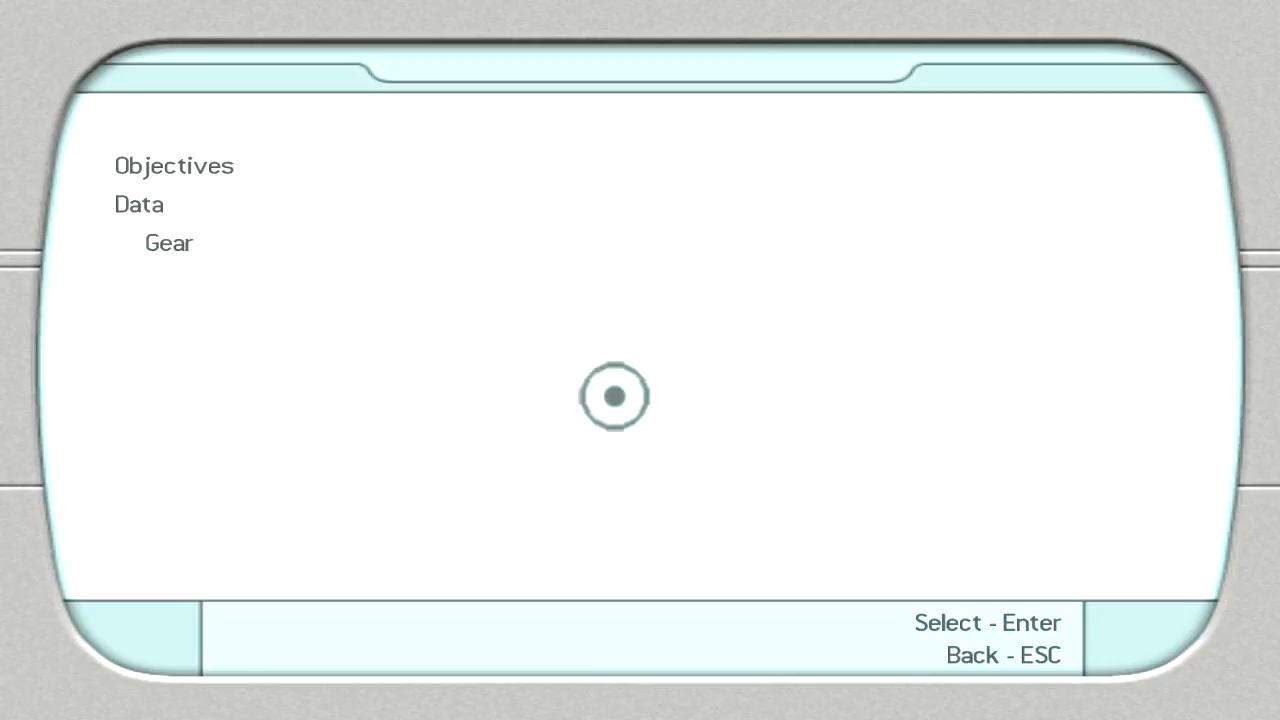 Objectives
Data
Gear
Select - Enter
Back - ESC